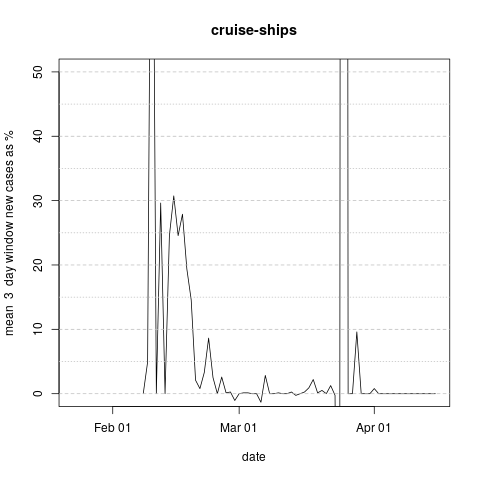 cruise-ships
mean  3  day window new cases as %
50
40
30
20
10
0
Feb 01
Mar 01
Apr 01
date